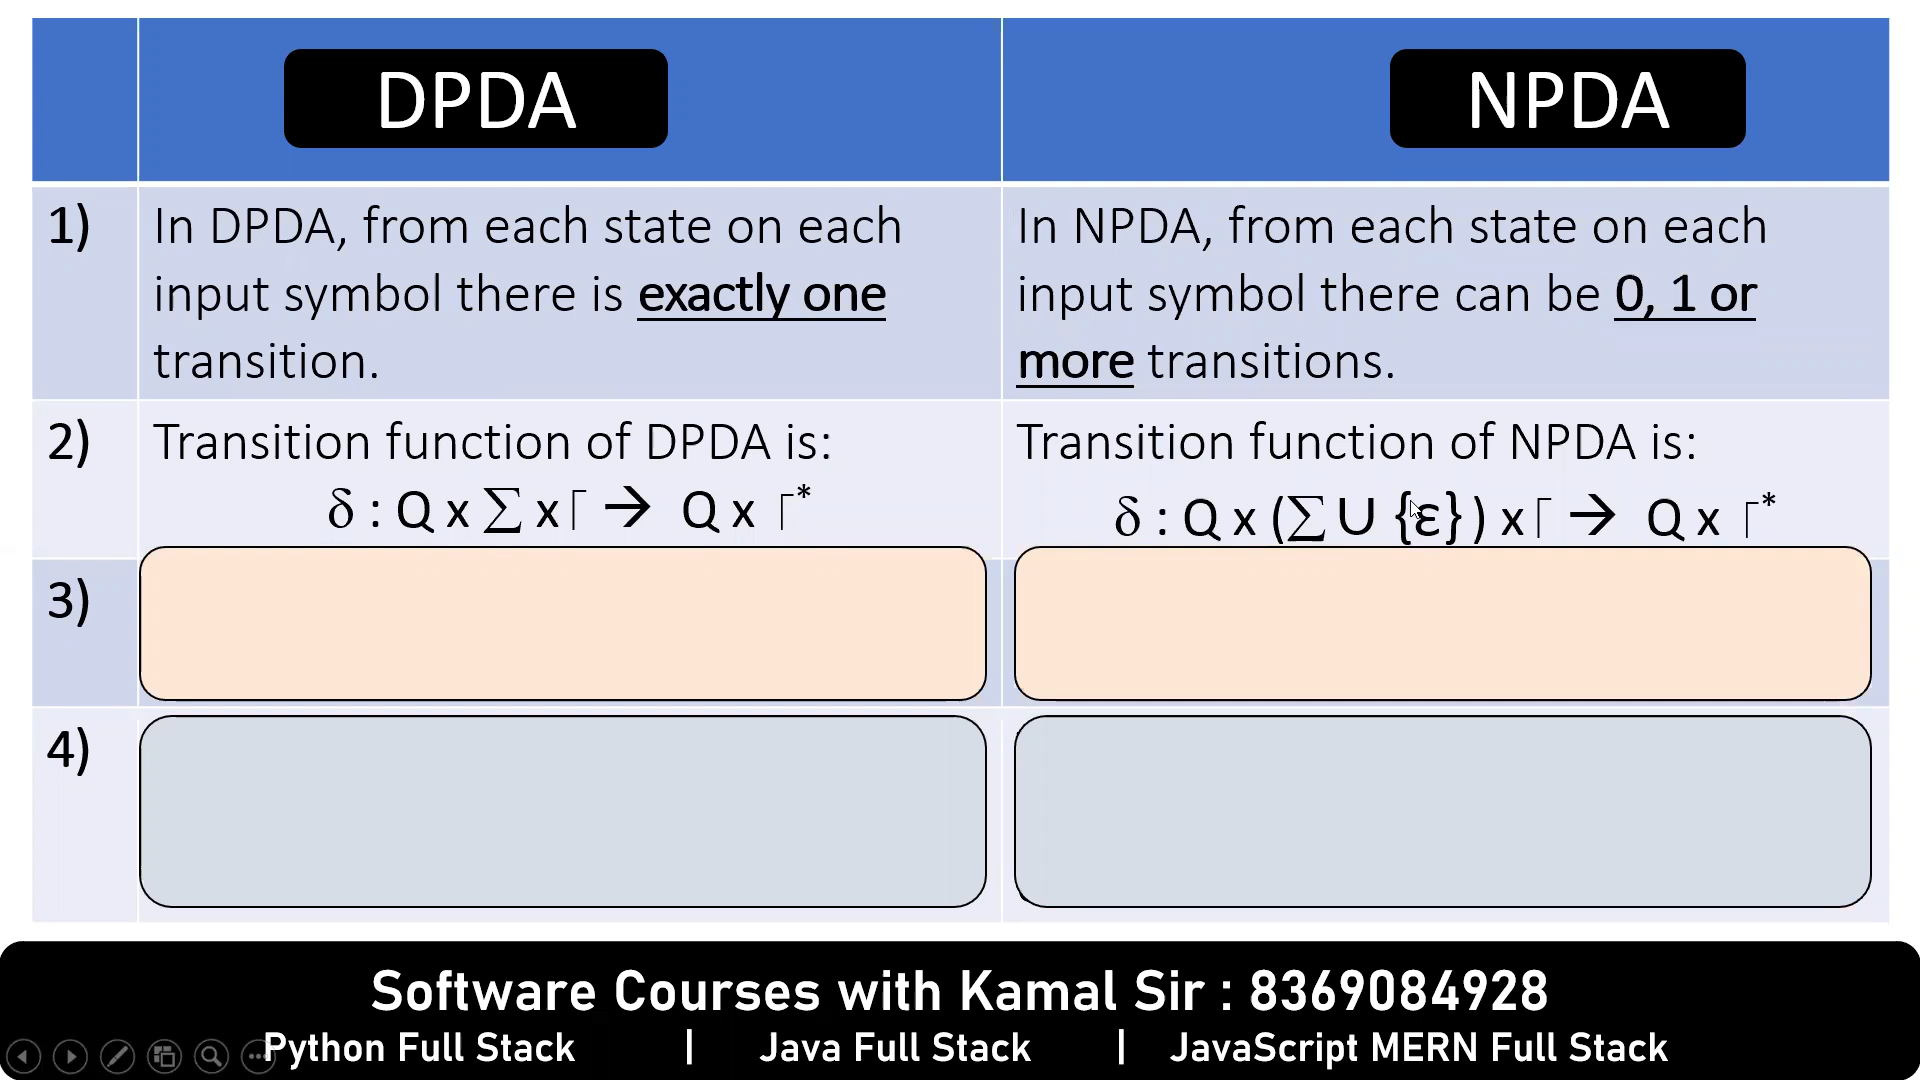 DPDA
NPDA
1)
In DPDA, from each state on each
input symbol there is exactly one
transition.
In NPDA, from each state on each
input symbol there can be 0, 1 or
more transitions.
2)
Transition function of DPDA is:
δ : Q x ∑ x Γ → Q x Γ*
Transition function of NPDA is:
δ : Q x (∑ U {ε} ) x Γ → Q x Γ*
3)
4)
Software Courses with Kamal Sir : 8369084928
Python Full Stack | Java Full Stack | JavaScript MERN Full Stack